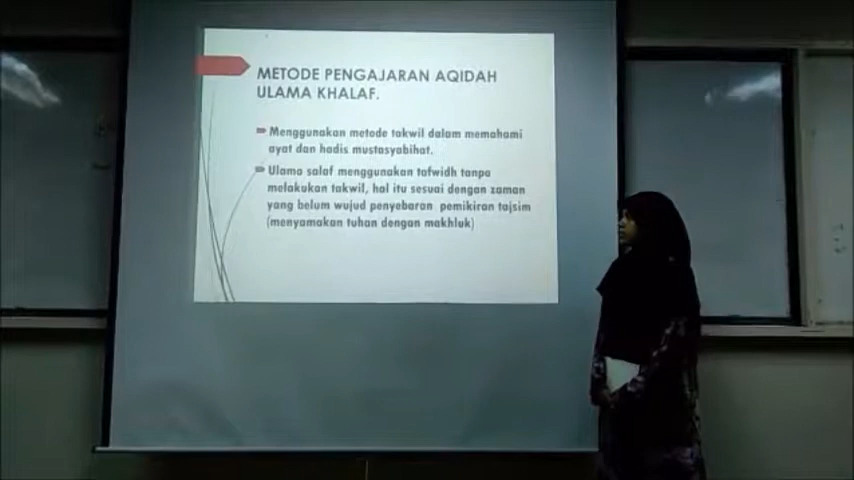 METODE PENGAJARAN AQIDAH
ULAMA KHALAF.
Menggunakan metode takwil dalam memahami
ayat dan hadis mustasyabihat.
Ulama salaf menggunakan tafwidh tanpa
melakukan takwil, hal itu sesuai dengan zaman
yang belum wujud penyebaran pemikiran tajsim
(menyamakan tuhan dengan makhluk)